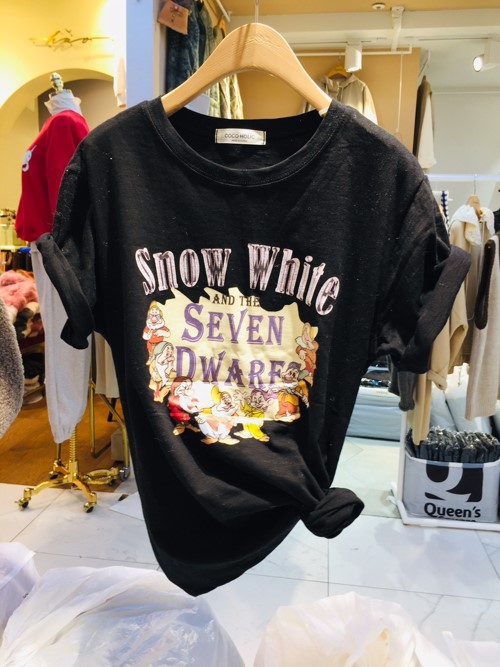 Snow White
AND THE
SEVEN
DWARFS
Queen's